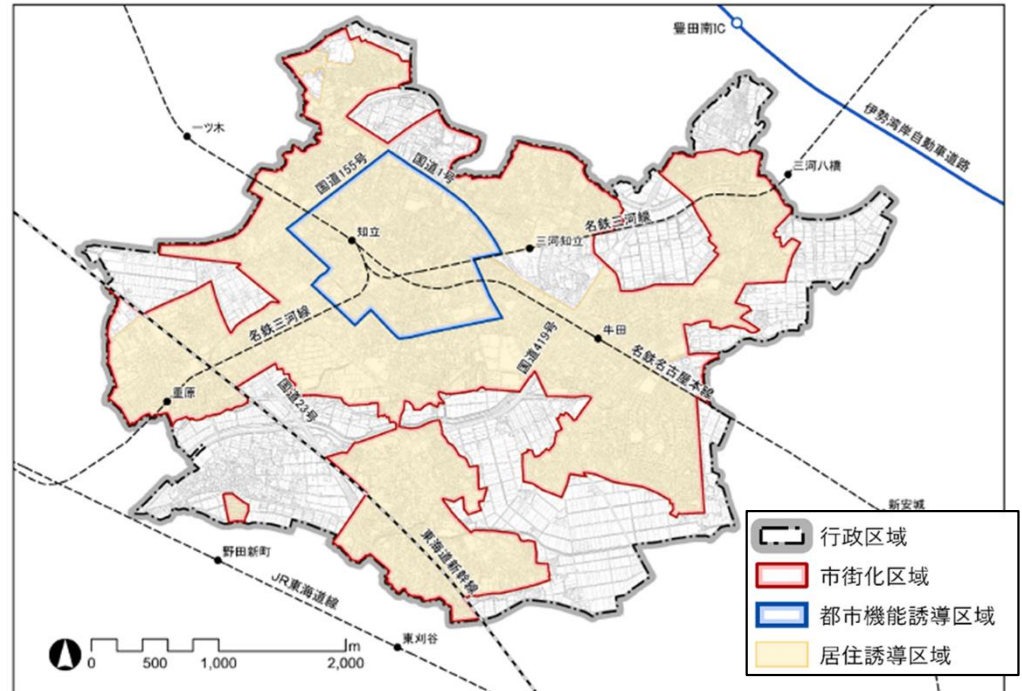 豊田南IC
伊勢湾岸自動車道路
一ツ木
国道155号
国道1号
三河八橋
知立
三河知立
名鉄三河線
名鉄三河線
牛田
国道419号
名鉄名古屋本線
重原
国道23号
新安城
野田新町
東海道新幹線
JR東海道線
東刈谷
0 500 1,000 2,000
m
行政区域
市街化区域
都市機能誘導区域
居住誘導区域